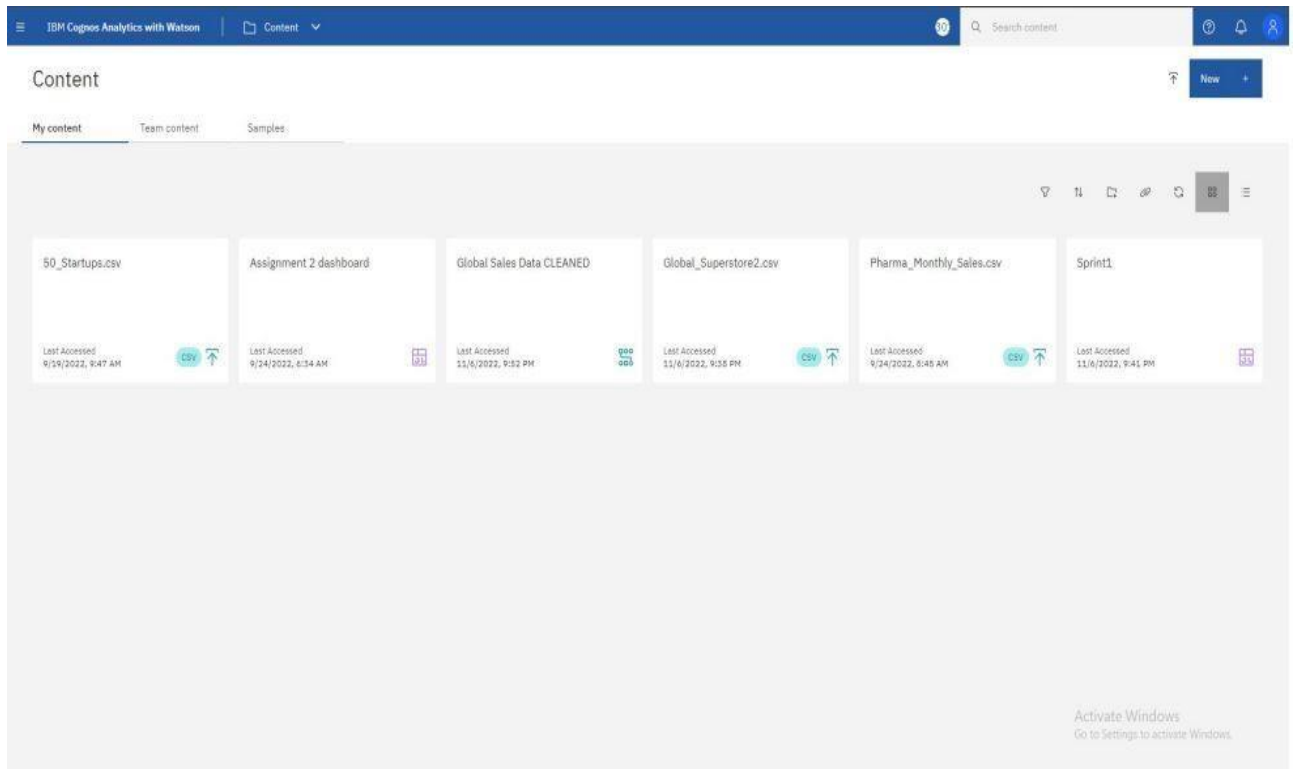 IBM Cognos Analytics with Watson
Content
30
Search content
Content
New +
My content
Team content
Samples
50_Startups.csv
Last Accessed
9/19/2022, 9:47 AM
CSV
Assignment 2 dashboard
Last Accessed
9/24/2022, 6:34 AM
Global Sales Data CLEANED
Last Accessed
11/6/2022, 9:52 PM
Global_Superstore2.csv
Last Accessed
11/6/2022, 9:38 PM
CSV
Pharma_Monthly_Sales.csv
Last Accessed
9/24/2022, 6:45 AM
CSV
Sprint1
Last Accessed
11/6/2022, 9:41 PM
Activate Windows
Go to Settings to activate Windows.